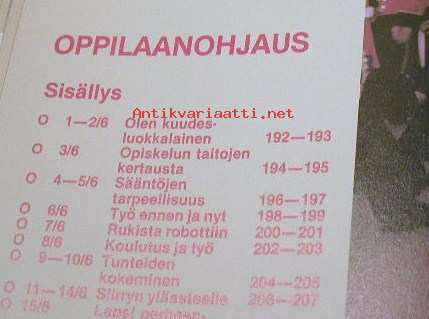 OPPILAANOHJAUS
Sisällys
Antikvariaatti.net
O 1—2/6 Olen kuudes-
luokkalainen 192—193
O 3/6 Opiskelun taitojen
kertausta 194—195
O 4—5/6 Sääntöjen
tarpeellisuus 196—197
O 6/6 Työ ennen ja nyt 198—199
O 7/6 Rukista robottiin 200—201
O 8/6 Koulutus ja työ 202—203
O 9—10/6 Tunteiden
kokeminen 204—205
O 11—14/6 Siirryn yläasteelle 206—207
O 15/6 Lapsi perheen-